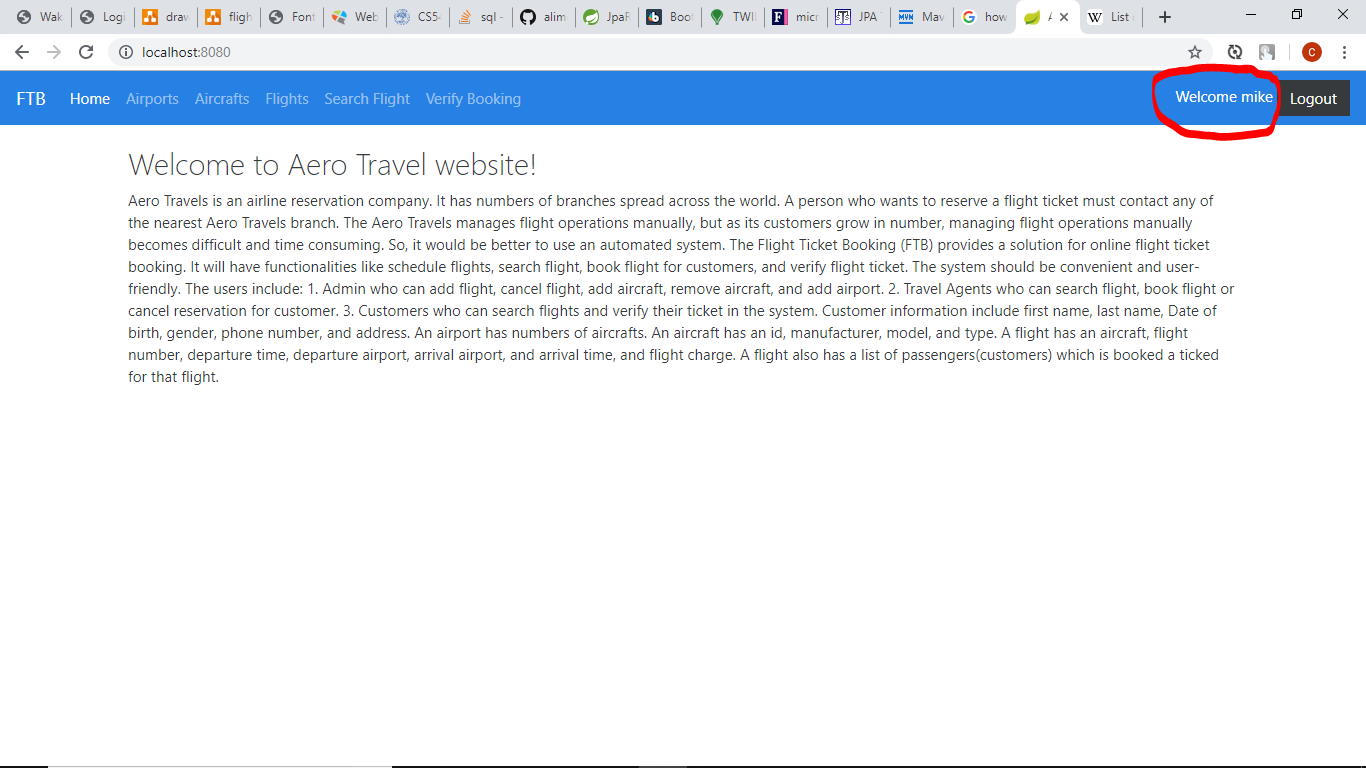 Wak Logi draw fligh Font Web CS54 sql - alim JpaR Boot TWI micr JPA Mav how List
localhost:8080
C
FTB Home Airports Aircrafts Flights Search Flight Verify Booking Welcome mike Logout
Welcome to Aero Travel website!
Aero Travels is an airline reservation company. It has numbers of branches spread across the world. A person who wants to reserve a flight ticket must contact any of
the nearest Aero Travels branch. The Aero Travels manages flight operations manually, but as its customers grow in number, managing flight operations manually
becomes difficult and time consuming. So, it would be better to use an automated system. The Flight Ticket Booking (FTB) provides a solution for online flight ticket
booking. It will have functionalities like schedule flights, search flight, book flight for customers, and verify flight ticket. The system should be convenient and user-
friendly. The users include: 1. Admin who can add flight, cancel flight, add aircraft, remove aircraft, and add airport. 2. Travel Agents who can search flight, book flight or
cancel reservation for customer. 3. Customers who can search flights and verify their ticket in the system. Customer information include first name, last name, Date of
birth, gender, phone number, and address. An airport has numbers of aircrafts. An aircraft has an id, manufacturer, model, and type. A flight has an aircraft, flight
number, departure time, departure airport, arrival airport, and arrival time, and flight charge. A flight also has a list of passengers(customers) which is booked a ticked
for that flight.